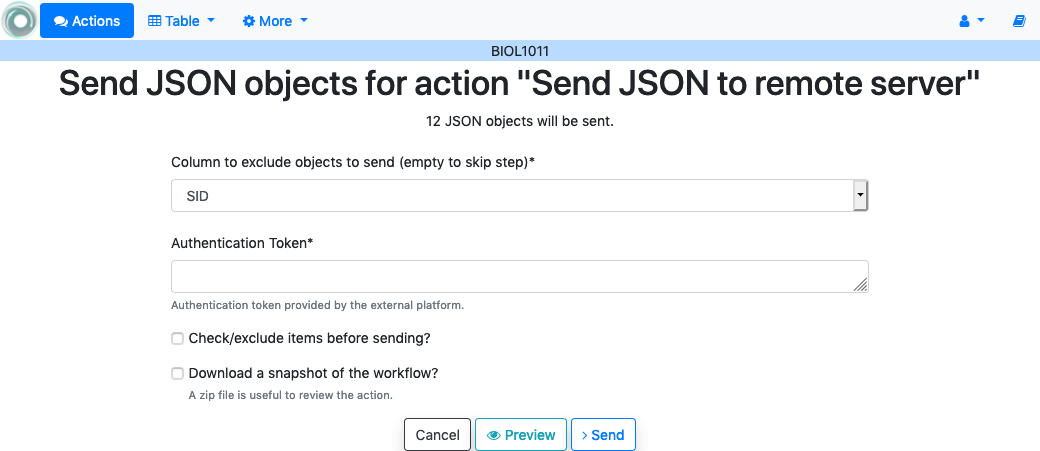 Actions Table More
BIOL1011
Send JSON objects for action "Send JSON to remote server"
12 JSON objects will be sent.
Column to exclude objects to send (empty to skip step)*
SID
Authentication Token*
Authentication token provided by the external platform.
Check/exclude items before sending?
Download a snapshot of the workflow?
A zip file is useful to review the action.
Cancel Preview Send